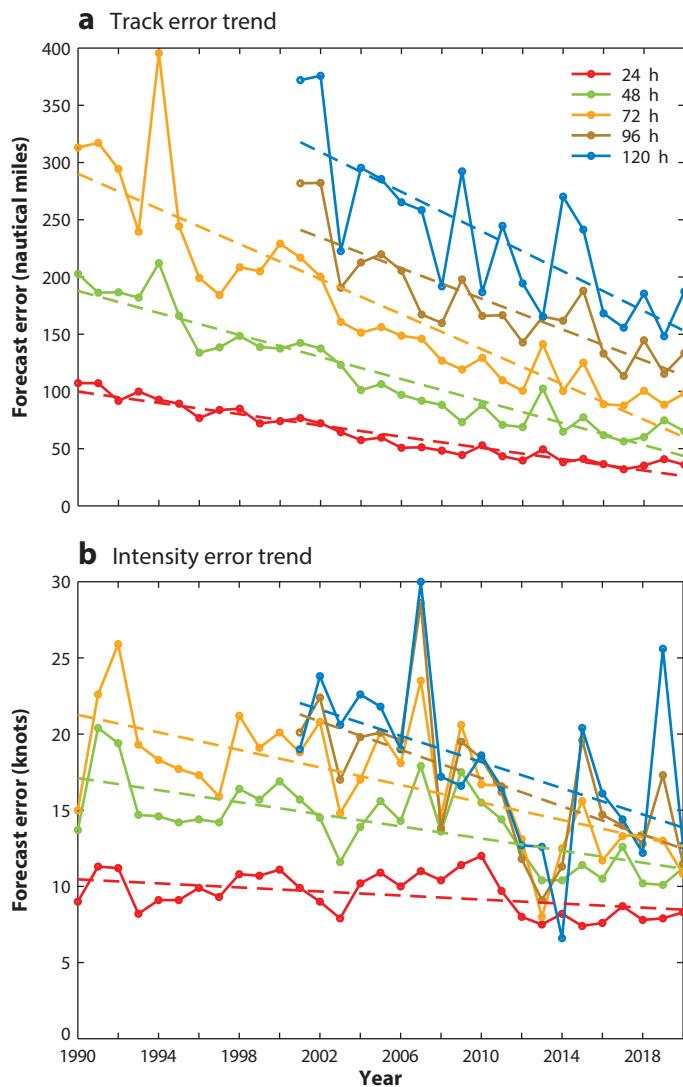 a Track error trend
400
350
300
250
200
150
100
50
0
Forecast error (nautical miles)
24 h
48 h
72 h
96 h
120 h
b Intensity error trend
30
25
20
15
10
5
0
Forecast error (knots)
1990 1994 1998 2002 2006 2010 2014 2018
Year